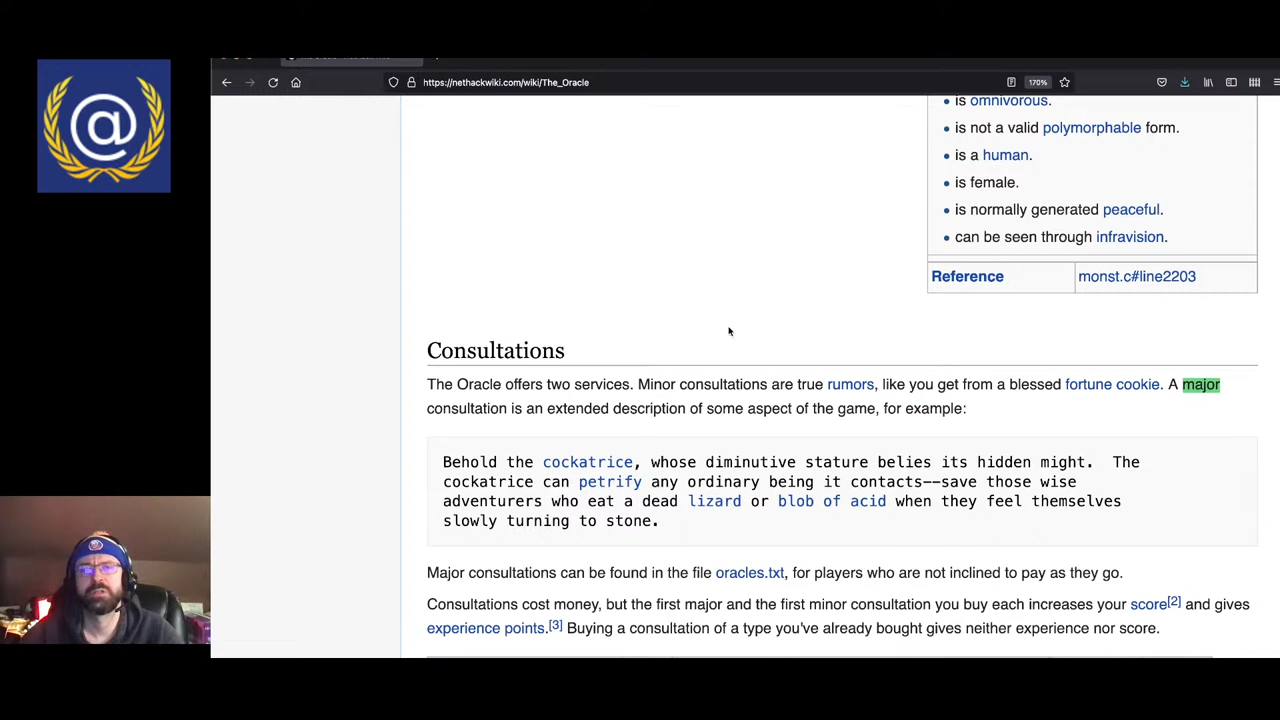 @
https://nethackwiki.com/wiki/The_Oracle
170%
is omnivorous.
is not a valid polymorphable form.
is a human.
is female.
is normally generated peaceful.
can be seen through infravision.
Reference monst.c#line2203
Consultations
The Oracle offers two services. Minor consultations are true rumors, like you get from a blessed fortune cookie. A major
consultation is an extended description of some aspect of the game, for example:
Behold the cockatrice, whose diminutive stature belies its hidden might. The
cockatrice can petrify any ordinary being it contacts--save those wise
adventurers who eat a dead lizard or blob of acid when they feel themselves
slowly turning to stone.
Major consultations can be found in the file oracles.txt, for players who are not inclined to pay as they go.
Consultations cost money, but the first major and the first minor consultation you buy each increases your score[2] and gives
experience points.[3] Buying a consultation of a type you've already bought gives neither experience nor score.